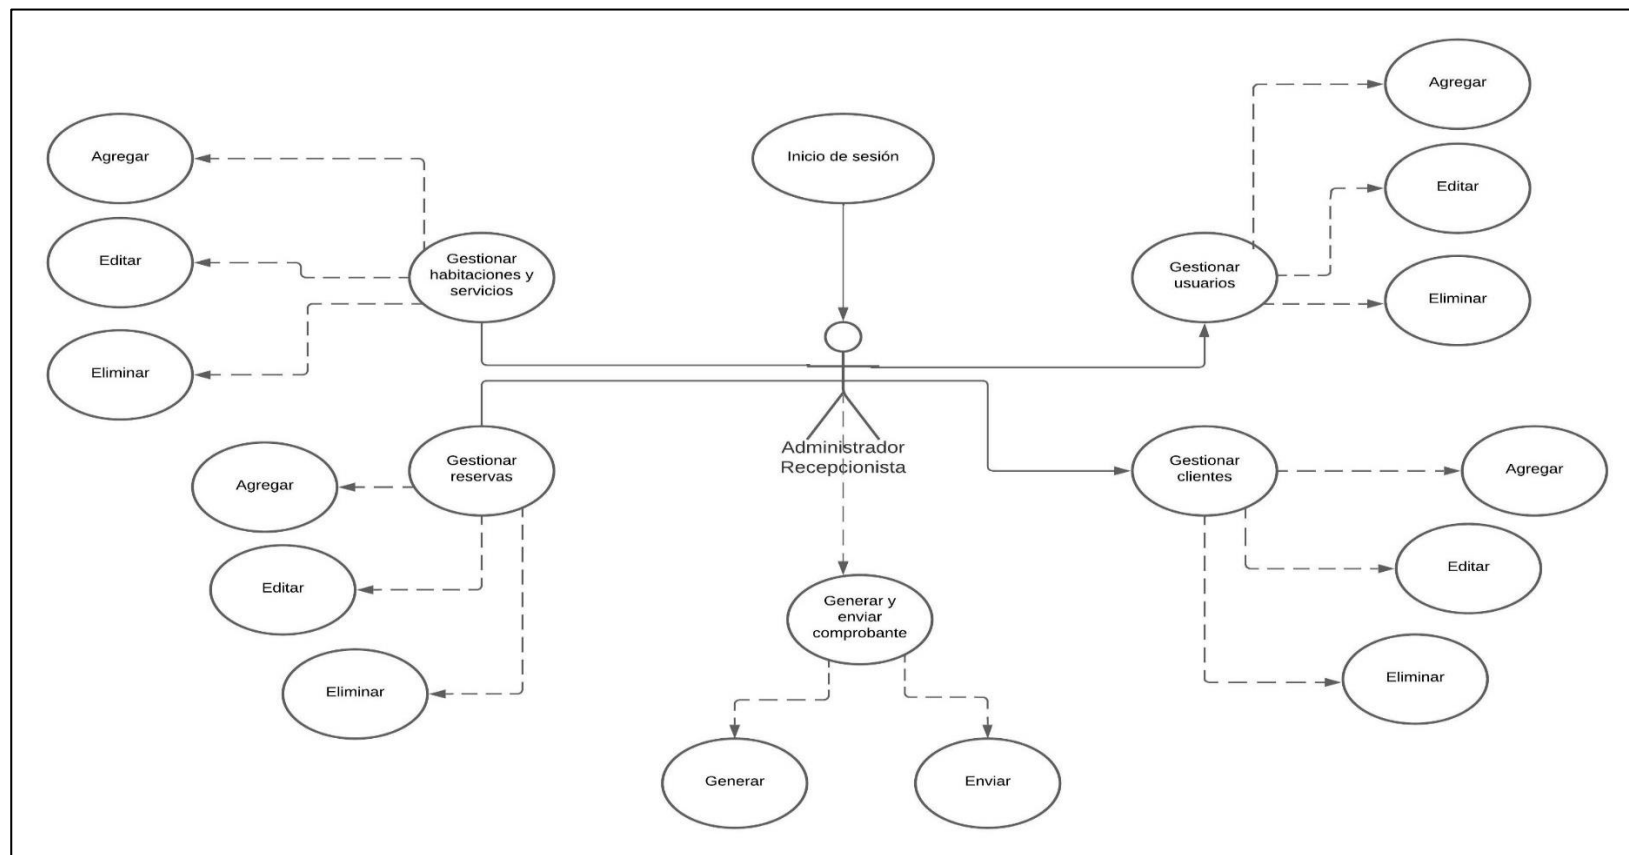 Agregar
Agregar
Inicio de sesión
Editar
Editar
Gestionar
habitaciones y
servicios
Gestionar
usuarios
Eliminar
Eliminar
Administrador
Recepcionista
Gestionar
reservas
Gestionar
clientes
Agregar
Agregar
Editar
Editar
Generar y
enviar
comprobante
Eliminar
Eliminar
Generar
Enviar